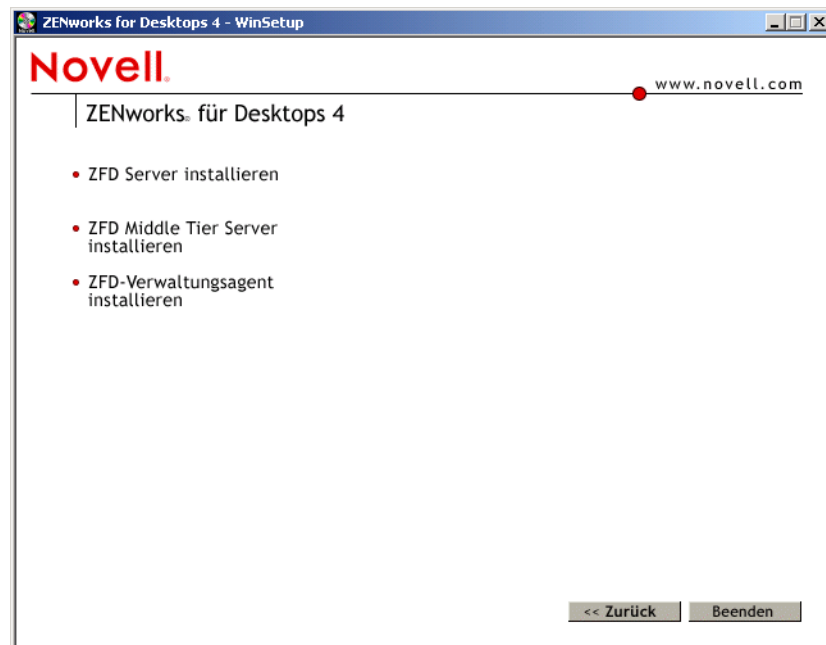 ZENworks for Desktops 4 - WinSetup
Novell.
www.novell.com
ZENworks® für Desktops 4
ZFD Server installieren
ZFD Middle Tier Server
installieren
ZFD-Verwaltungsagent
installieren
<< Zurück
Beenden